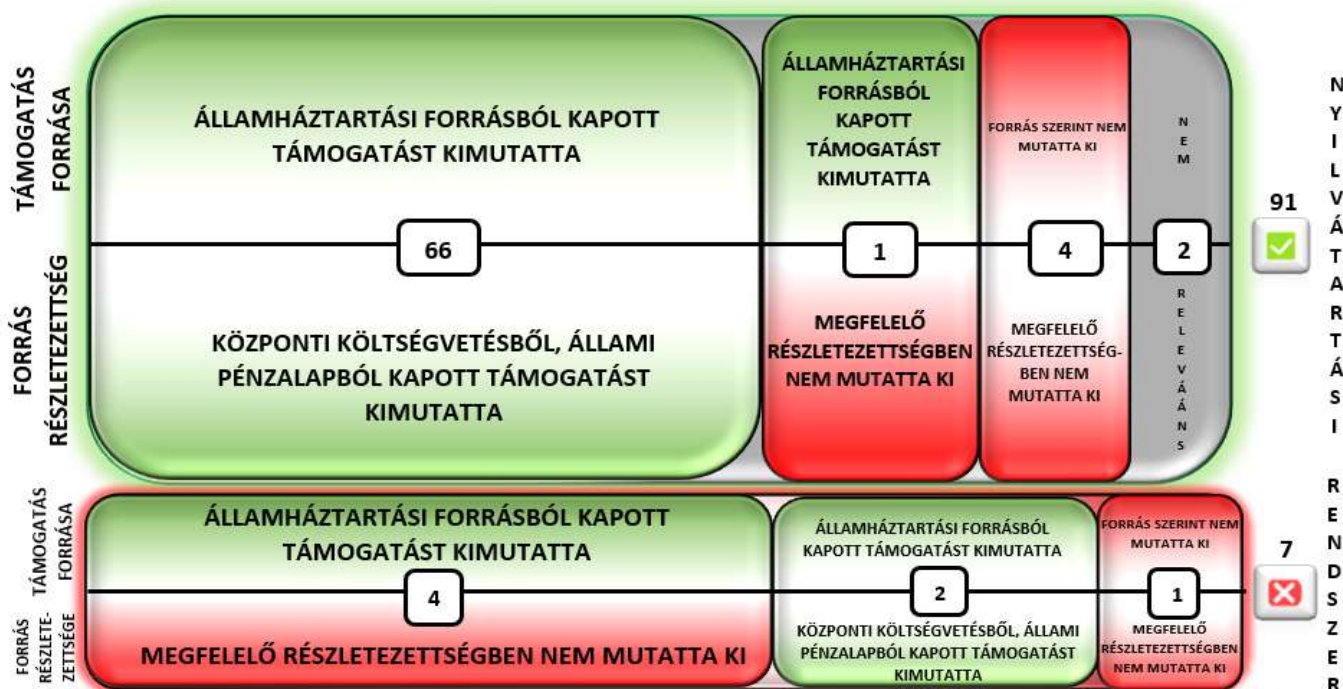 TÁMOGATÁS
FORRÁSA
ÁLLAMHÁZTARTÁSI FORRÁSBÓL KAPOTT
TÁMOGATÁST KIMUTATTA
ÁLLAMHÁZTARTÁSI
FORRÁSBÓL
KAPOTT
TÁMOGATÁST
KIMUTATTA
FORRÁS SZERINT NEM
MUTATTA KI
NEM
66
1
4
2
91
FORRÁS
RÉSZLETEZETTSÉG
KÖZPONTI KÖLTSÉGVETÉSBŐL, ÁLLAMI
PÉNZALAPBÓL KAPOTT TÁMOGATÁST
KIMUTATTA
MEGFELELŐ
RÉSZLETEZETTSÉGBEN
NEM MUTATTA KI
MEGFELELŐ
RÉSZLETEZETTSÉG-
BEN NEM
MUTATTA KI
RELEVÁÁNS
TÁMOGATÁS
FORRÁSA
ÁLLAMHÁZTARTÁSI FORRÁSBÓL KAPOTT
TÁMOGATÁST KIMUTATTA
ÁLLAMHÁZTARTÁSI FORRÁSBÓL
KAPOTT TÁMOGATÁST KIMUTATTA
FORRÁS SZERINT NEM
MUTATTA KI
4
2
1
7
FORRÁS
RÉSZLETE-
ZETTSÉGE
MEGFELELŐ RÉSZLETEZETTSÉGBEN NEM MUTATTA KI
KÖZPONTI KÖLTSÉGVETÉSBŐL, ÁLLAMI
PÉNZALAPBÓL KAPOTT TÁMOGATÁST
KIMUTATTA
MEGFELELŐ
RÉSZLETEZETTSÉGBEN
NEM MUTATTA KI
NYILVÁTARTÁSI
RENDSZER